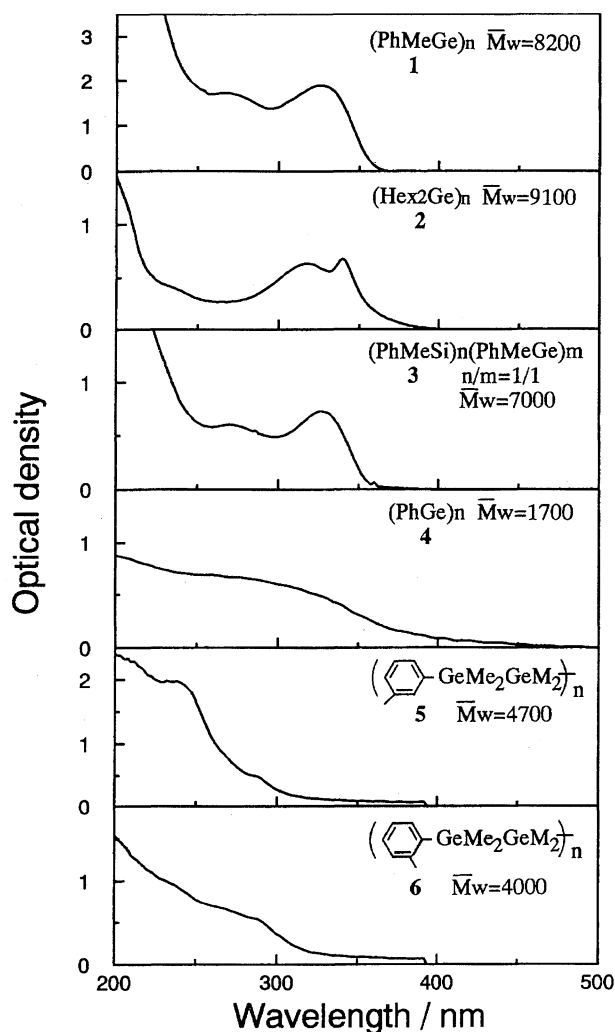 3
2
1
0
(PhMeGe)n M̄w=8200
1
1
0
(Hex2Ge)n M̄w=9100
2
1
0
(PhMeSi)n(PhMeGe)m
3 n/m=1/1
M̄w=7000
1
0
(PhGe)n M̄w=1700
4
2
1
0
( GeMe2GeM2 )n
5 M̄w=4700
1
0
( GeMe2GeM2 )n
6 M̄w=4000
200 300 400 500
Wavelength / nm
Optical density